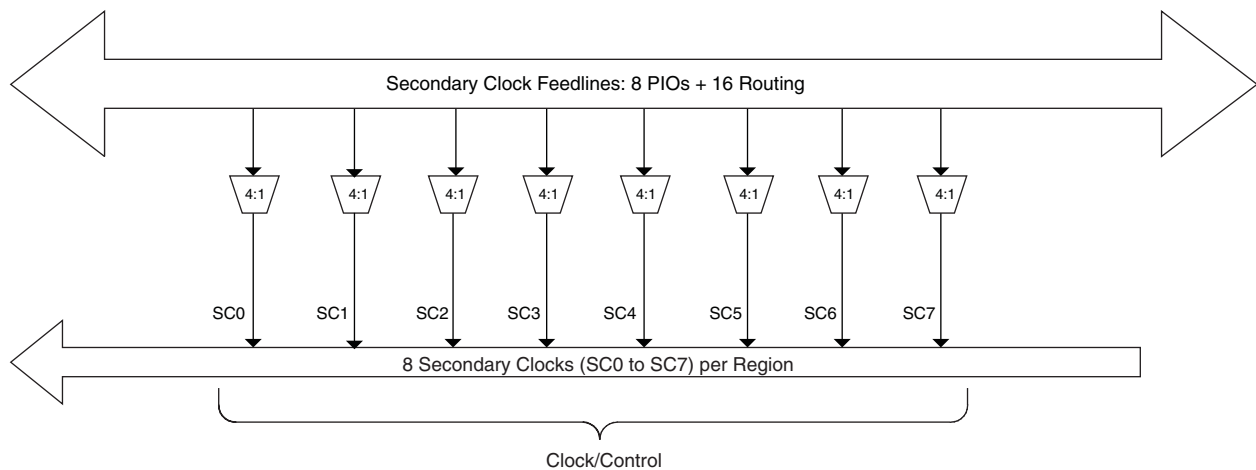 Secondary Clock Feedlines: 8 PIOs + 16 Routing
4:1 4:1 4:1 4:1 4:1 4:1 4:1 4:1
SC0 SC1 SC2 SC3 SC4 SC5 SC6 SC7
8 Secondary Clocks (SC0 to SC7) per Region
Clock/Control